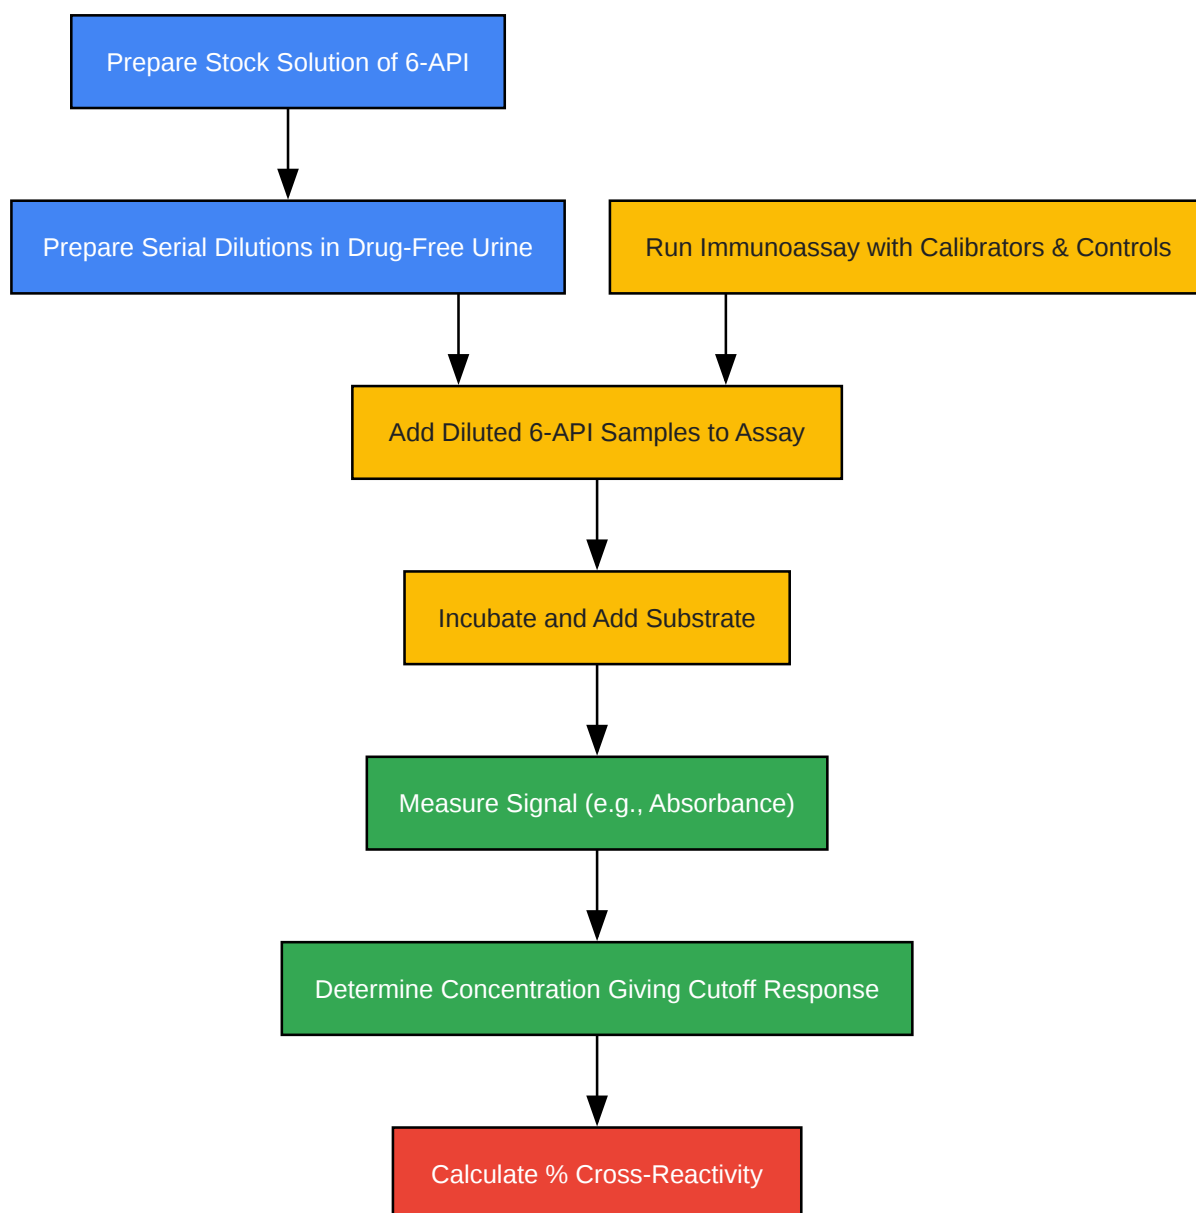 Prepare Stock Solution of 6-API
Prepare Serial Dilutions in Drug-Free Urine
Run Immunoassay with Calibrators & Controls
Add Diluted 6-API Samples to Assay
Incubate and Add Substrate
Measure Signal (e.g., Absorbance)
Determine Concentration Giving Cutoff Response
Calculate % Cross-Reactivity